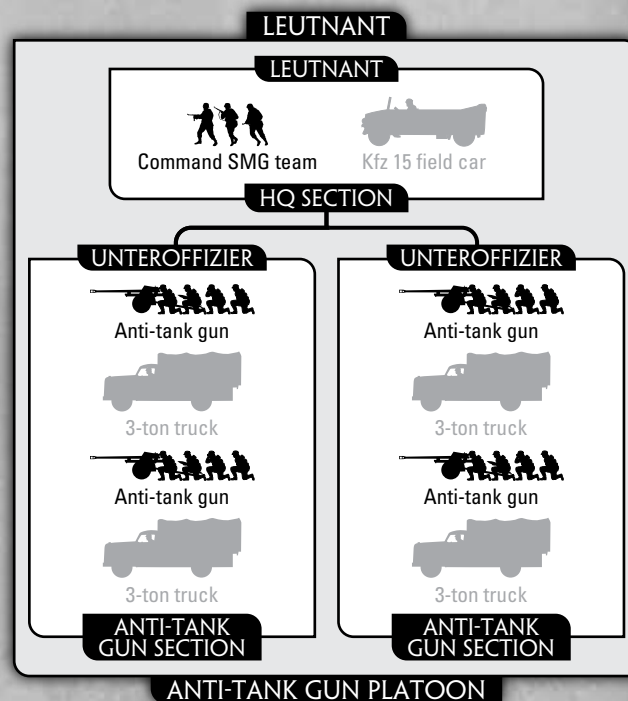 LEUTNANT
LEUTNANT
Command SMG team
Kfz 15 field car
HQ SECTION
UNTEROFFIZIER
Anti-tank gun
3-ton truck
Anti-tank gun
3-ton truck
ANTI-TANK
GUN SECTION
UNTEROFFIZIER
Anti-tank gun
3-ton truck
Anti-tank gun
3-ton truck
ANTI-TANK
GUN SECTION
ANTI-TANK GUN PLATOON